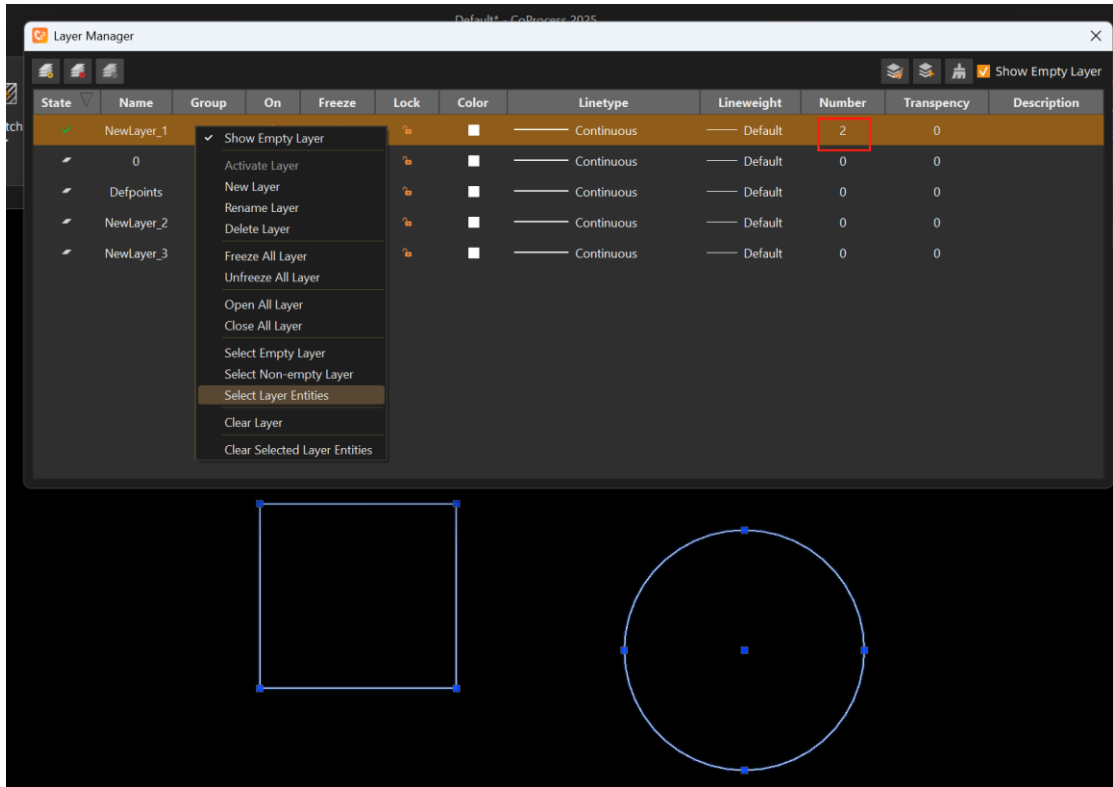 Default* - CoProcess 2025
Layer Manager
Show Empty Layer
State Name Group On Freeze Lock Color Linetype Lineweight Number Transpency Description
NewLayer_1 Continuous Default 2 0
0 Continuous Default 0 0
Defpoints Continuous Default 0 0
NewLayer_2 Continuous Default 0 0
NewLayer_3 Continuous Default 0 0
Show Empty Layer
Activate Layer
New Layer
Rename Layer
Delete Layer
Freeze All Layer
Unfreeze All Layer
Open All Layer
Close All Layer
Select Empty Layer
Select Non-empty Layer
Select Layer Entities
Clear Layer
Clear Selected Layer Entities
tch